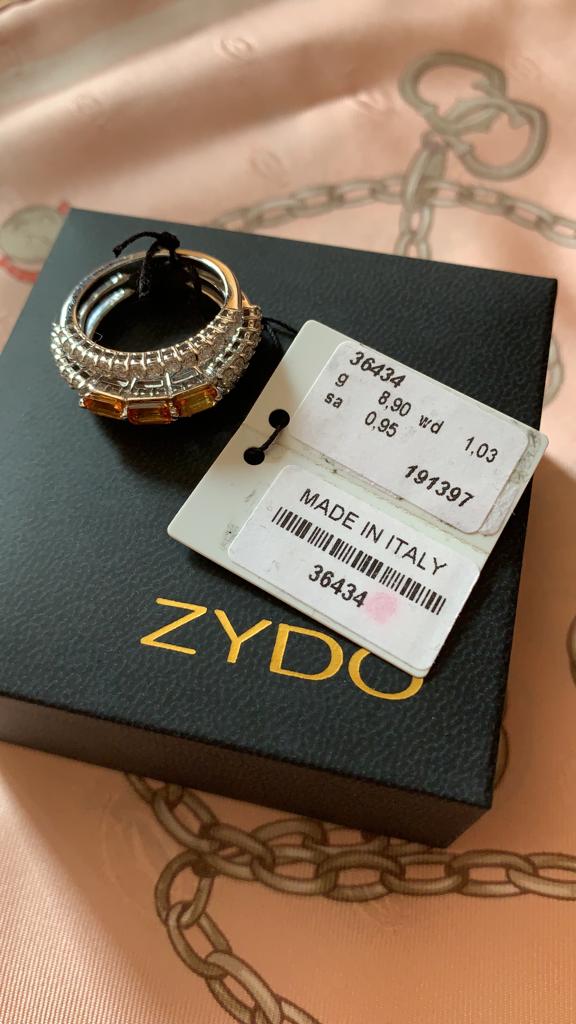 36434
g 8,90 wd 1,03
sa 0,95
191397
MADE IN ITALY
36434
ZYDO